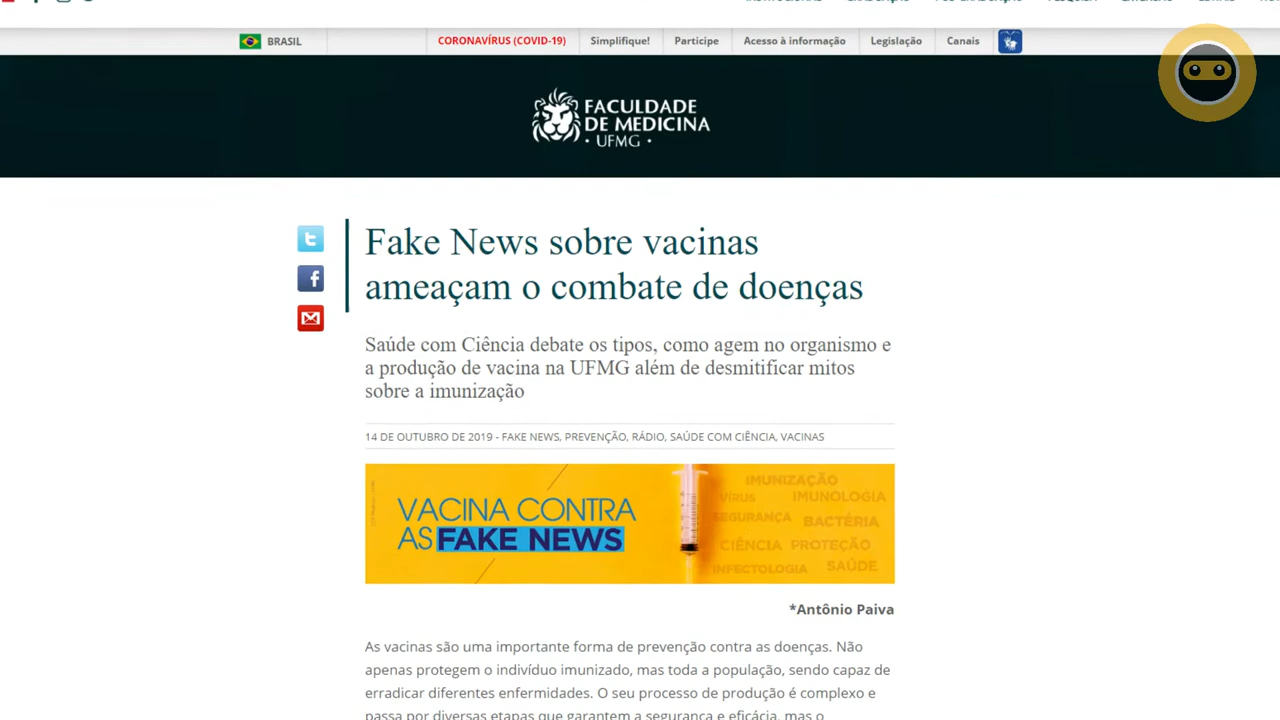 BRASIL
CORONAVÍRUS (COVID-19)
Simplifique!
Participe
Acesso à informação
Legislação
Canais
FACULDADE
DE MEDICINA
• UFMG •
Fake News sobre vacinas
ameaçam o combate de doenças
Saúde com Ciência debate os tipos, como agem no organismo e
a produção de vacina na UFMG além de desmitificar mitos
sobre a imunização
14 DE OUTUBRO DE 2019 - FAKE NEWS, PREVENÇÃO, RÁDIO, SAÚDE COM CIÊNCIA, VACINAS
VACINA CONTRA
AS FAKE NEWS
IMUNIZAÇÃO
VÍRUS IMUNOLOGIA
SEGURANÇA BACTÉRIA
CIÊNCIA PROTEÇÃO
INFECTOLOGIA SAÚDE
*Antônio Paiva
As vacinas são uma importante forma de prevenção contra as doenças. Não
apenas protegem o indivíduo imunizado, mas toda a população, sendo capaz de
erradicar diferentes enfermidades. O seu processo de produção é complexo e
passa por diversas etapas que garantem a segurança e eficácia, mas o